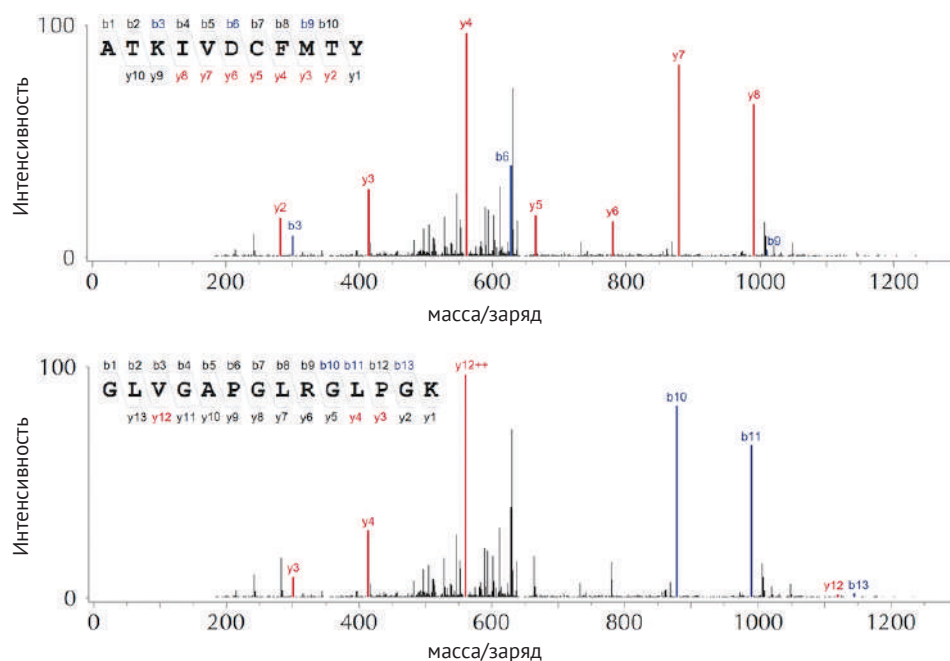 b1 b2 b3 b4 b5 b6 b7 b8 b9 b10
A T K I V D C F M T Y
y10 y9 y8 y7 y6 y5 y4 y3 y2 y1
100
0
Интенсивность
y2
b3
y3
y4
b6
y5
y6
y7
y8
b9
0 200 400 600 800 1000 1200
масса/заряд
b1 b2 b3 b4 b5 b6 b7 b8 b9 b10 b11 b12 b13
G L V G A P G L R G L P G K
y13 y12 y11 y10 y9 y8 y7 y6 y5 y4 y3 y2 y1
100
0
Интенсивность
y3
y4
y12++
b10
b11
y12
b13
0 200 400 600 800 1000 1200
масса/заряд